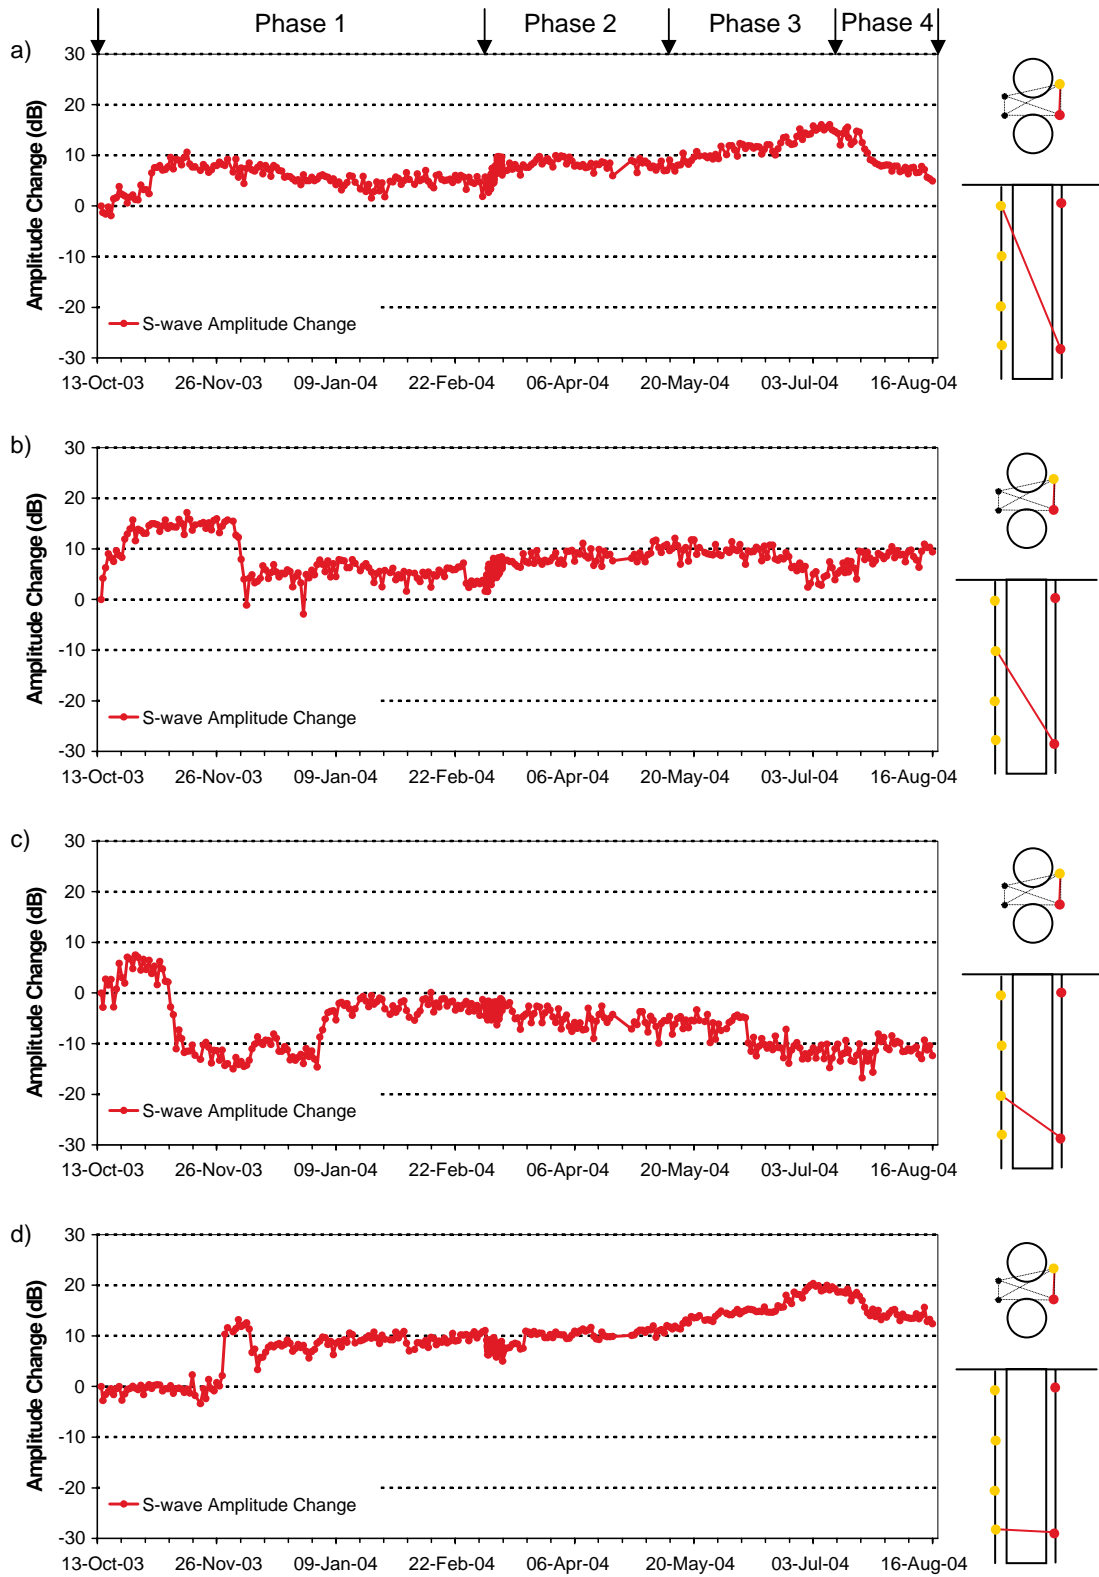 Phase 1 Phase 2 Phase 3 Phase 4
a)
Amplitude Change (dB)
30
20
10
0
-10
-20
-30
S-wave Amplitude Change
13-Oct-03 26-Nov-03 09-Jan-04 22-Feb-04 06-Apr-04 20-May-04 03-Jul-04 16-Aug-04
b)
Amplitude Change (dB)
30
20
10
0
-10
-20
-30
S-wave Amplitude Change
13-Oct-03 26-Nov-03 09-Jan-04 22-Feb-04 06-Apr-04 20-May-04 03-Jul-04 16-Aug-04
c)
Amplitude Change (dB)
30
20
10
0
-10
-20
-30
S-wave Amplitude Change
13-Oct-03 26-Nov-03 09-Jan-04 22-Feb-04 06-Apr-04 20-May-04 03-Jul-04 16-Aug-04
d)
Amplitude Change (dB)
30
20
10
0
-10
-20
-30
S-wave Amplitude Change
13-Oct-03 26-Nov-03 09-Jan-04 22-Feb-04 06-Apr-04 20-May-04 03-Jul-04 16-Aug-04